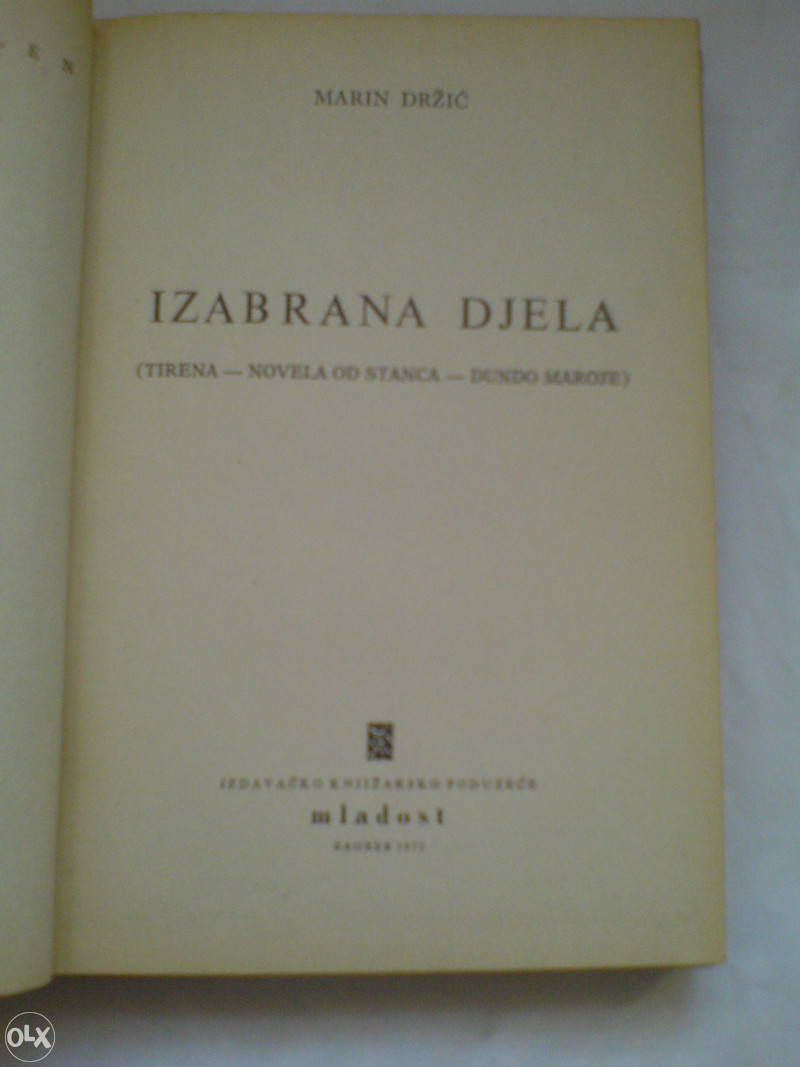 P E N
MARIN DRŽIĆ
IZABRANA DJELA
(TIRENA — NOVELA OD STANCA — DUNDO MAROJE)
IZDAVAČKO KNJIŽARSKO PODUZEĆE
mladost
ZAGREB
OLX